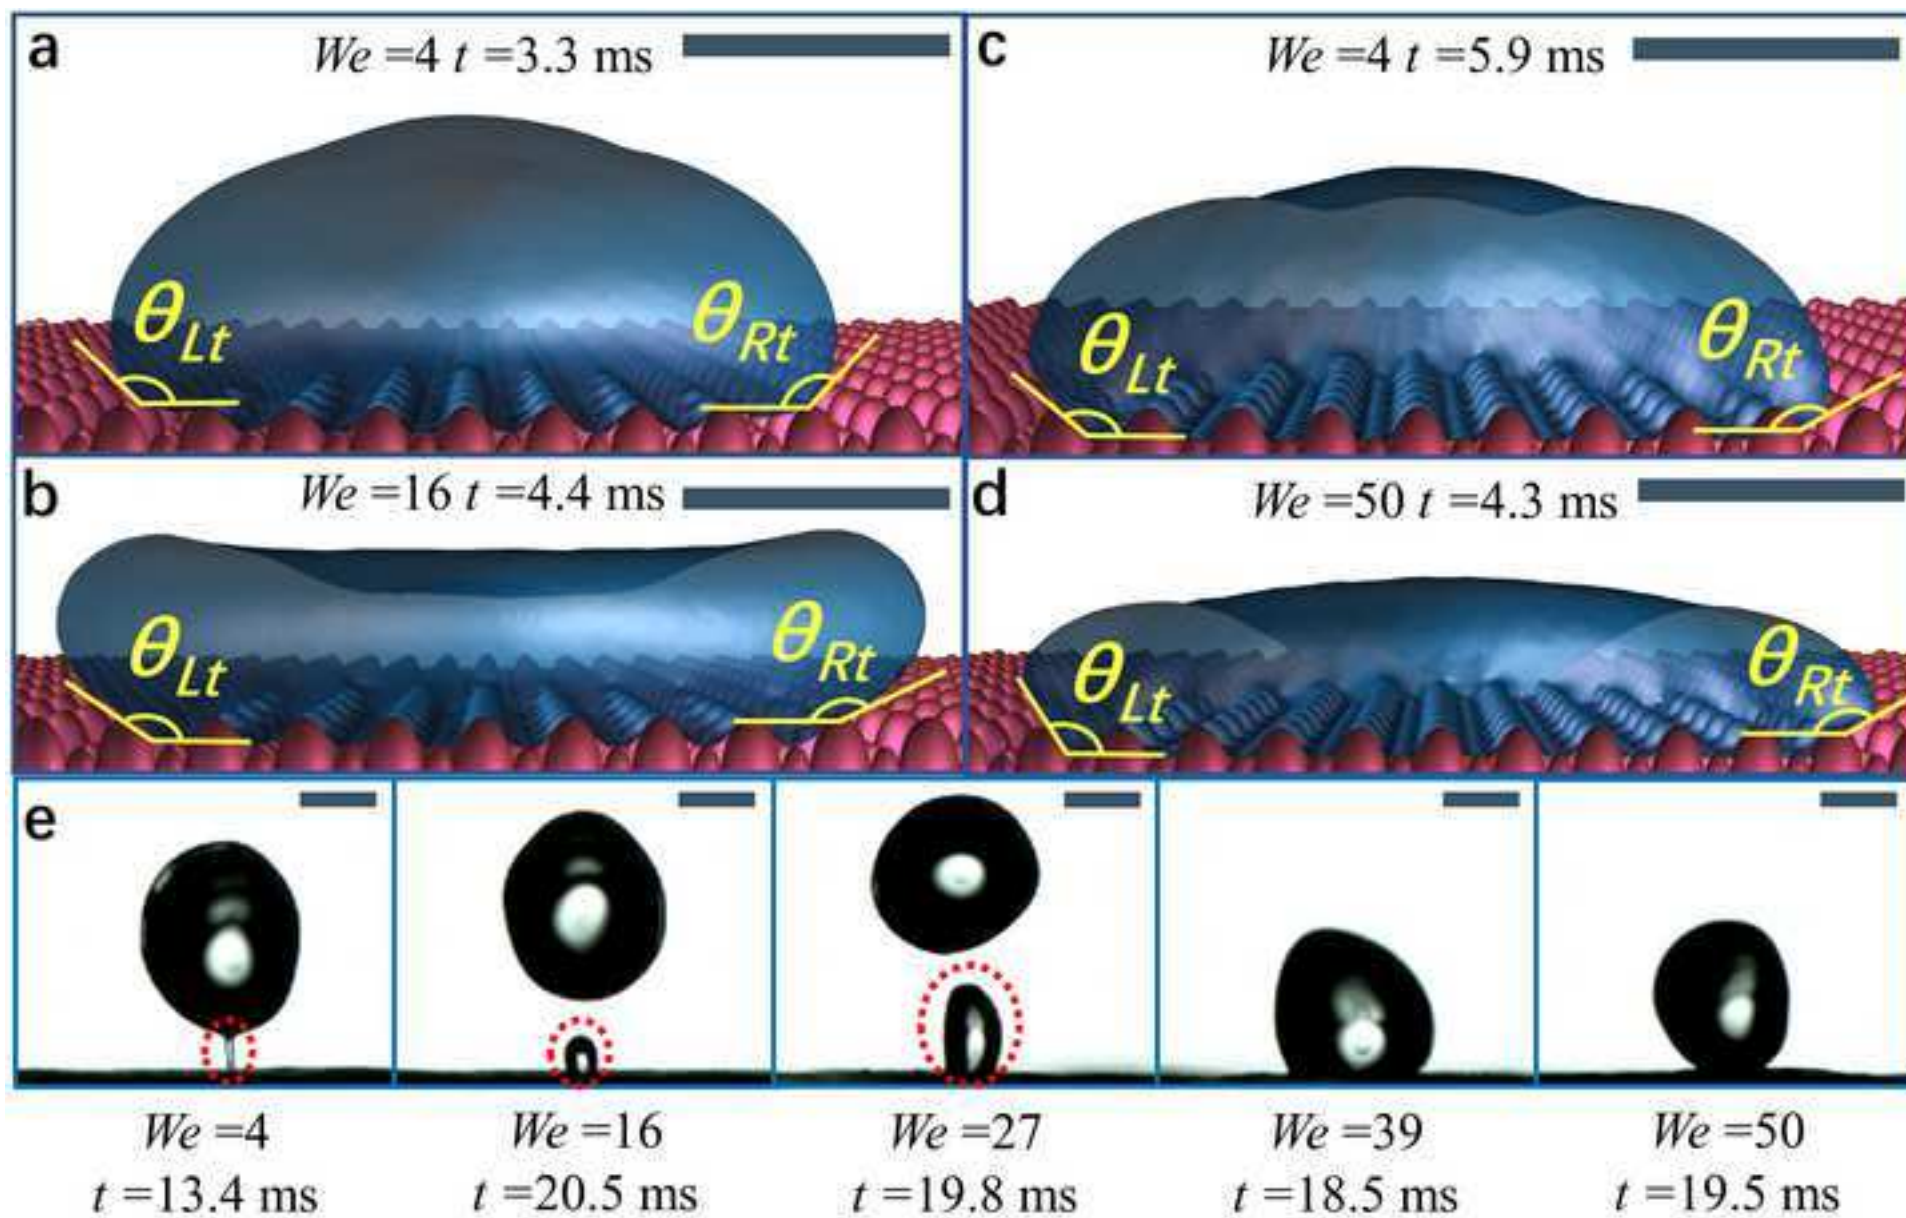 a
We =4 t =3.3 ms
θLt
θRt
c
We =4 t =5.9 ms
θLt
θRt
b
We =16 t =4.4 ms
θLt
θRt
d
We =50 t =4.3 ms
θLt
θRt
e
We =4
t =13.4 ms
We =16
t =20.5 ms
We =27
t =19.8 ms
We =39
t =18.5 ms
We =50
t =19.5 ms